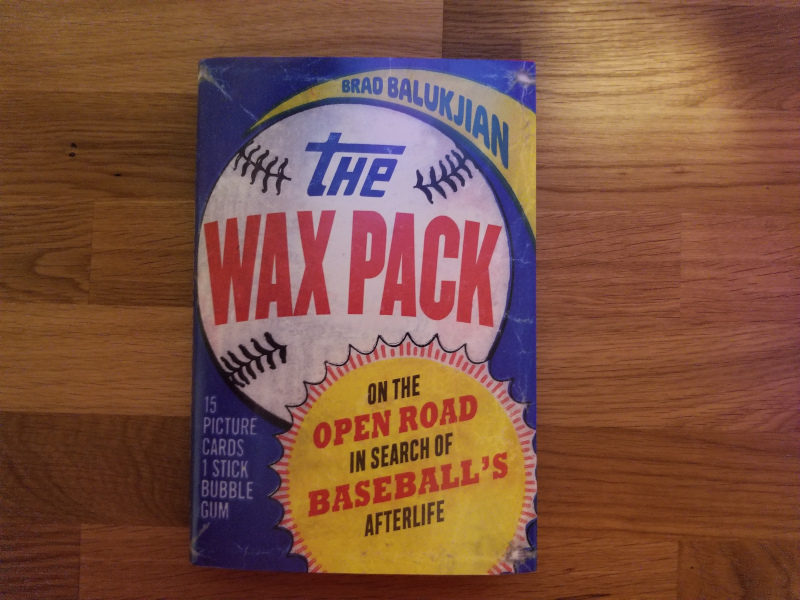 BRAD BALUKJIAN
THE
WAX PACK
ON THE
OPEN ROAD
IN SEARCH OF
BASEBALL'S
AFTERLIFE
15
PICTURE
CARDS
1 STICK
BUBBLE
GUM